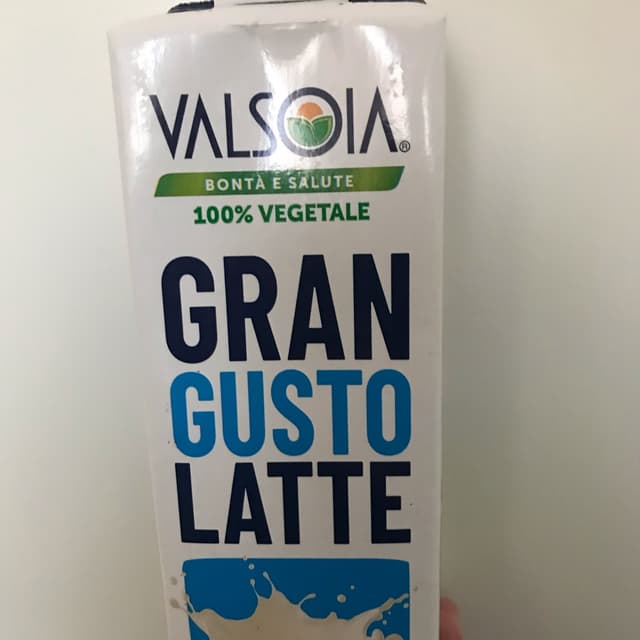 VALSOIA®
BONTÀ E SALUTE
100% VEGETALE
GRAN
GUSTO
LATTE